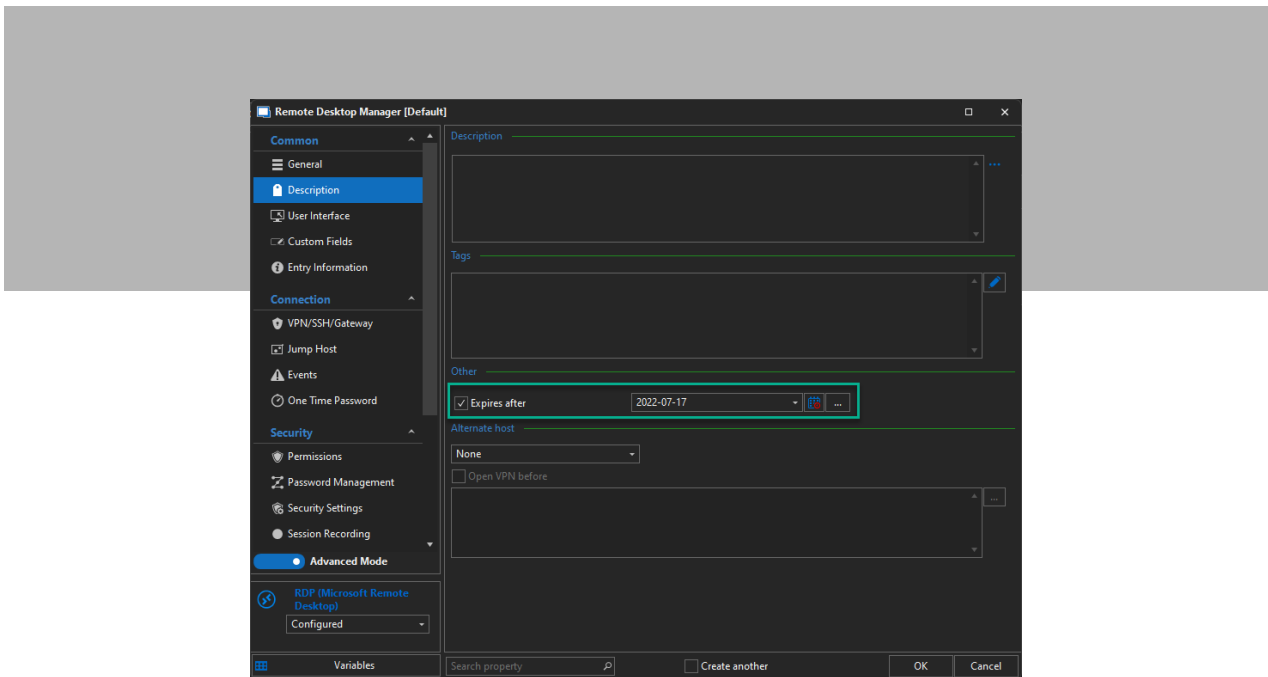 Remote Desktop Manager [Default]
Common
General
Description
User Interface
Custom Fields
Entry Information
Connection
VPN/SSH/Gateway
Jump Host
Events
One Time Password
Security
Permissions
Password Management
Security Settings
Session Recording
Advanced Mode
RDP (Microsoft Remote
Desktop)
Configured
Variables
Description
...
Tags
Other
Expires after 2022-07-17 ...
Alternate host
None
Open VPN before
...
Search property
Create another
OK
Cancel